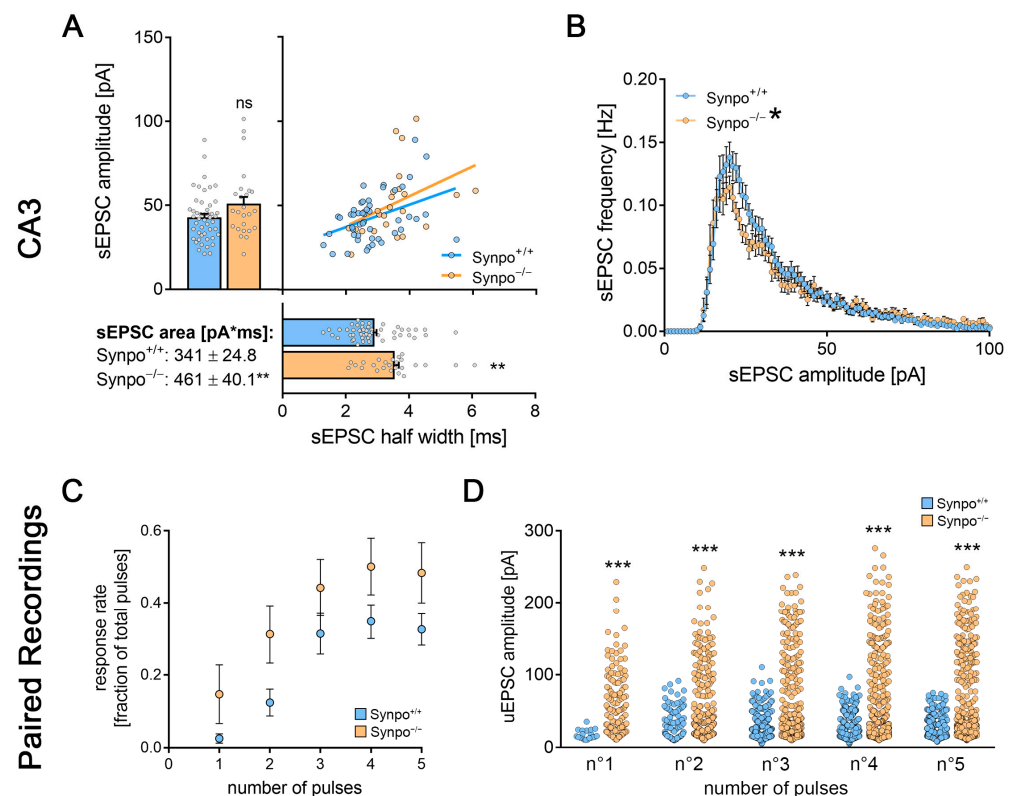 CA3
A
sEPSC amplitude [pA]
150
100
50
0
ns
Synpo+/+
Synpo−/−
sEPSC area [pA*ms]:
Synpo+/+: 341 ± 24.8
Synpo−/−: 461 ± 40.1**
**
0 2 4 6 8
sEPSC half width [ms]
B
sEPSC frequency [Hz]
0.20
0.15
0.10
0.05
0.00
Synpo+/+
Synpo−/− *
0 50 100
sEPSC amplitude [pA]
Paired Recordings
C
response rate
[fraction of total pulses]
0.6
0.4
0.2
0.0
Synpo+/+
Synpo−/−
0 1 2 3 4 5
number of pulses
D
uEPSC amplitude [pA]
300
200
100
0
Synpo+/+
Synpo−/−
*** *** *** *** ***
n°1 n°2 n°3 n°4 n°5
number of pulses